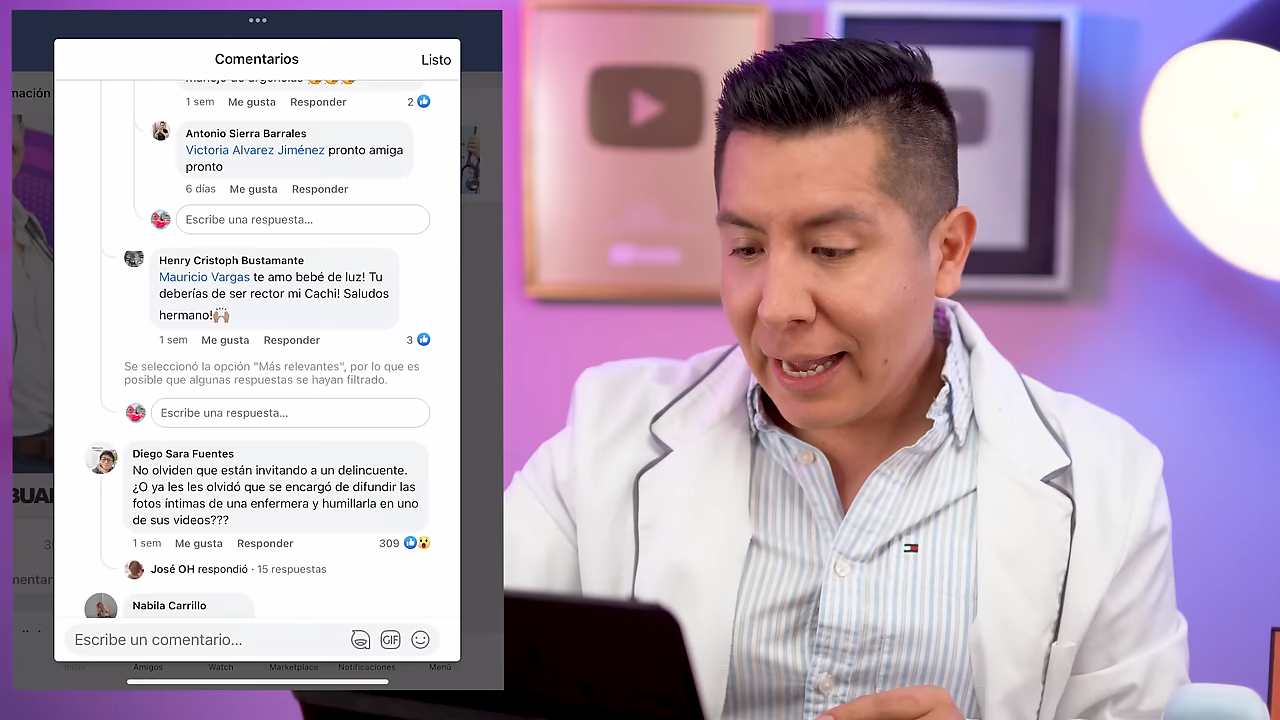 Comentarios
Listo
mación
manejo de urgencias
1 sem Me gusta Responder 2
Antonio Sierra Barrales
Victoria Alvarez Jiménez pronto amiga
pronto
6 días Me gusta Responder
Escribe una respuesta...
Henry Cristoph Bustamante
Mauricio Vargas te amo bebé de luz! Tu
deberías de ser rector mi Cachi! Saludos
hermano!🙌🏽
1 sem Me gusta Responder 3
Se seleccionó la opción "Más relevantes", por lo que es
posible que algunas respuestas se hayan filtrado.
Escribe una respuesta...
Diego Sara Fuentes
No olviden que están invitando a un delincuente.
¿O ya les les olvidó que se encargó de difundir las
fotos íntimas de una enfermera y humillarla en uno
de sus videos???
1 sem Me gusta Responder 309
José OH respondió · 15 respuestas
Nabila Carrillo
Escribe un comentario...
GIF
Inicio Amigos Watch Marketplace Notificaciones Menú